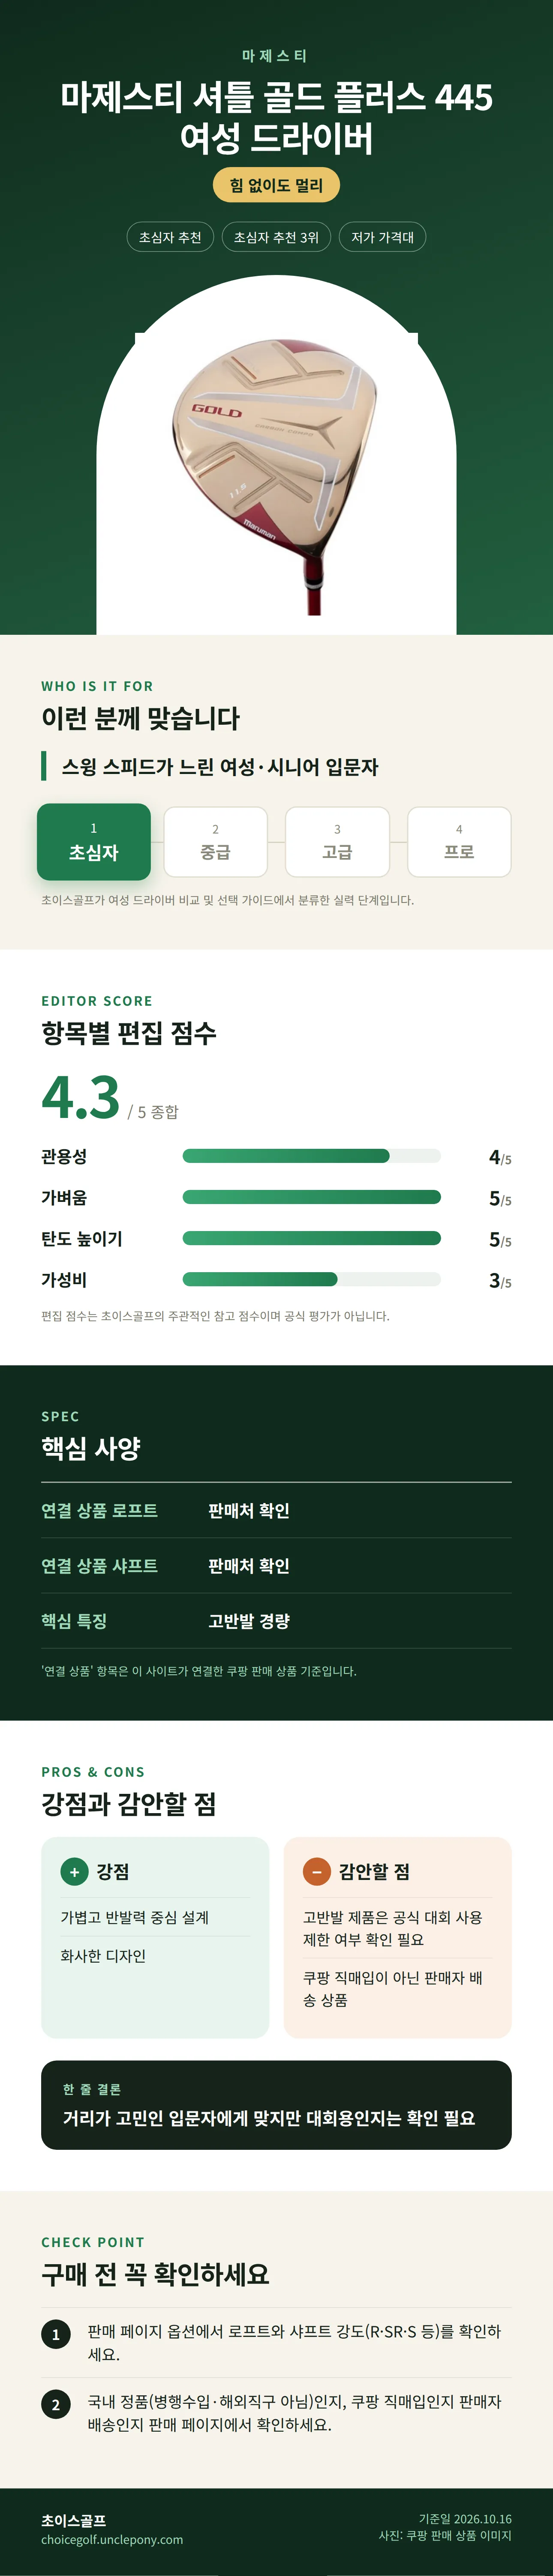 마제스티
마제스티 셔틀 골드 플러스 445
여성 드라이버
힘 없이도 멀리
초심자 추천
초심자 추천 3위
저가 가격대
GOLD
CARBON COMPO
11.5
Maruman
WHO IS IT FOR
이런 분께 맞습니다
스윙 스피드가 느린 여성·시니어 입문자
1
초심자
2
중급
3
고급
4
프로
초이스골프가 여성 드라이버 비교 및 선택 가이드에서 분류한 실력 단계입니다.
EDITOR SCORE
항목별 편집 점수
4.3 / 5 종합
관용성 4/5
가벼움 5/5
탄도 높이기 5/5
가성비 3/5
편집 점수는 초이스골프의 주관적인 참고 점수이며 공식 평가가 아닙니다.
SPEC
핵심 사양
연결 상품 로프트 판매처 확인
연결 상품 샤프트 판매처 확인
핵심 특징 고반발 경량
'연결 상품' 항목은 이 사이트가 연결한 쿠팡 판매 상품 기준입니다.
PROS & CONS
강점과 감안할 점
+ 강점
가볍고 반발력 중심 설계
화사한 디자인
− 감안할 점
고반발 제품은 공식 대회 사용
제한 여부 확인 필요
쿠팡 직매입이 아닌 판매자 배
송 상품
한 줄 결론
거리가 고민인 입문자에게 맞지만 대회용인지는 확인 필요
CHECK POINT
구매 전 꼭 확인하세요
1 판매 페이지 옵션에서 로프트와 샤프트 강도(R·SR·S 등)를 확인하
세요.
2 국내 정품(병행수입·해외직구 아님)인지, 쿠팡 직매입인지 판매자
배송인지 판매 페이지에서 확인하세요.
초이스골프
choicegolf.unclepony.com
기준일 2026.10.16
사진: 쿠팡 판매 상품 이미지